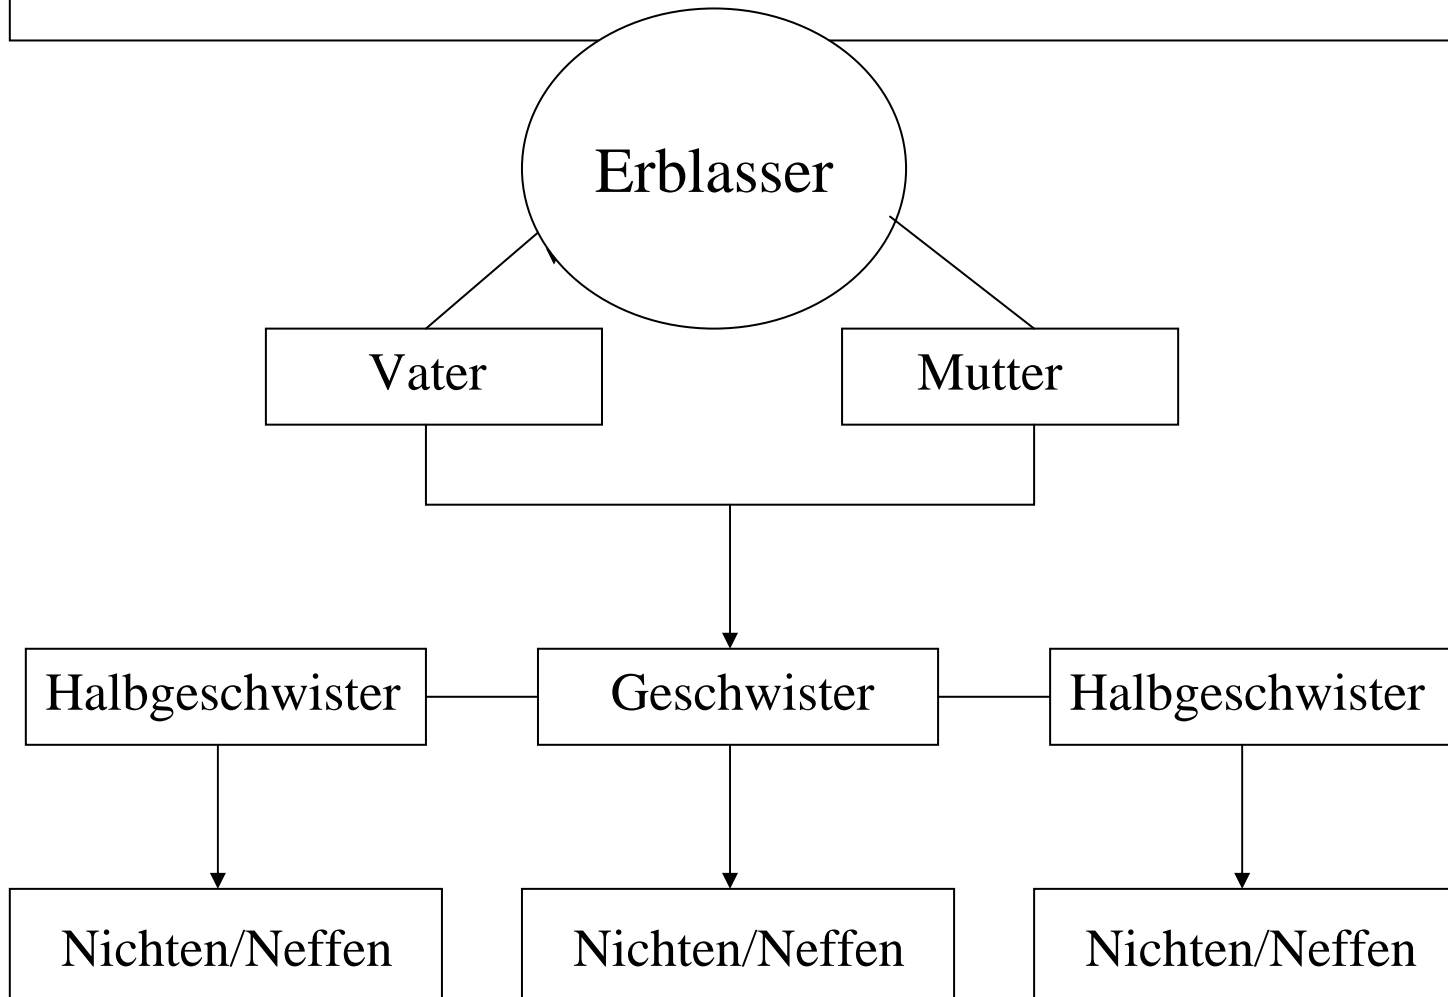 Erblasser
Vater Mutter
Halbgeschwister Geschwister Halbgeschwister
Nichten/Neffen Nichten/Neffen Nichten/Neffen